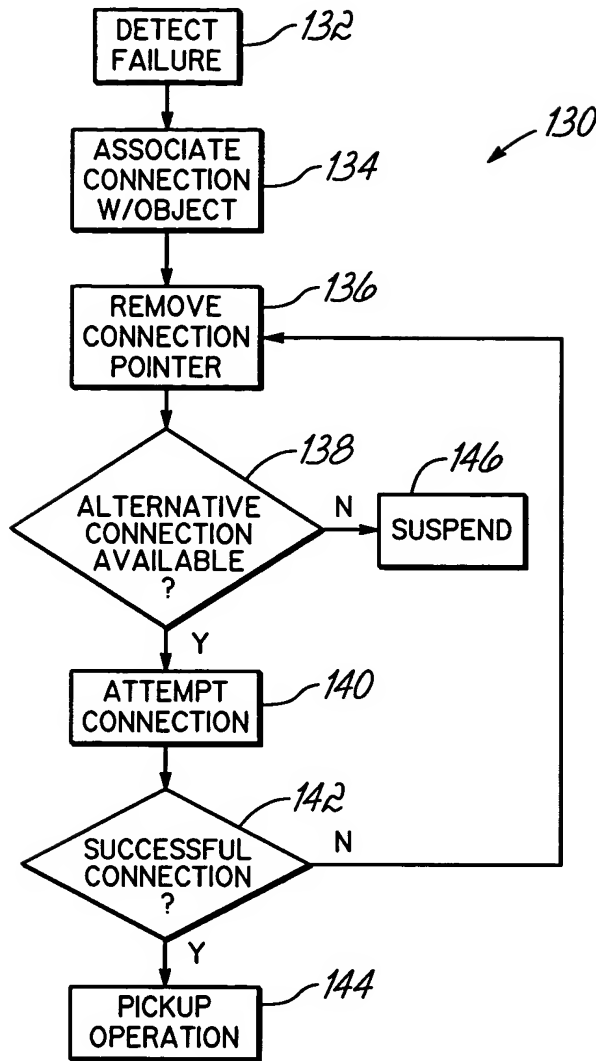 DETECT
FAILURE
132
130
ASSOCIATE
CONNECTION
W/OBJECT
134
REMOVE
CONNECTION
POINTER
136
ALTERNATIVE
CONNECTION
AVAILABLE
?
138
N
SUSPEND
146
Y
ATTEMPT
CONNECTION
140
SUCCESSFUL
CONNECTION
?
142
N
Y
PICKUP
OPERATION
144